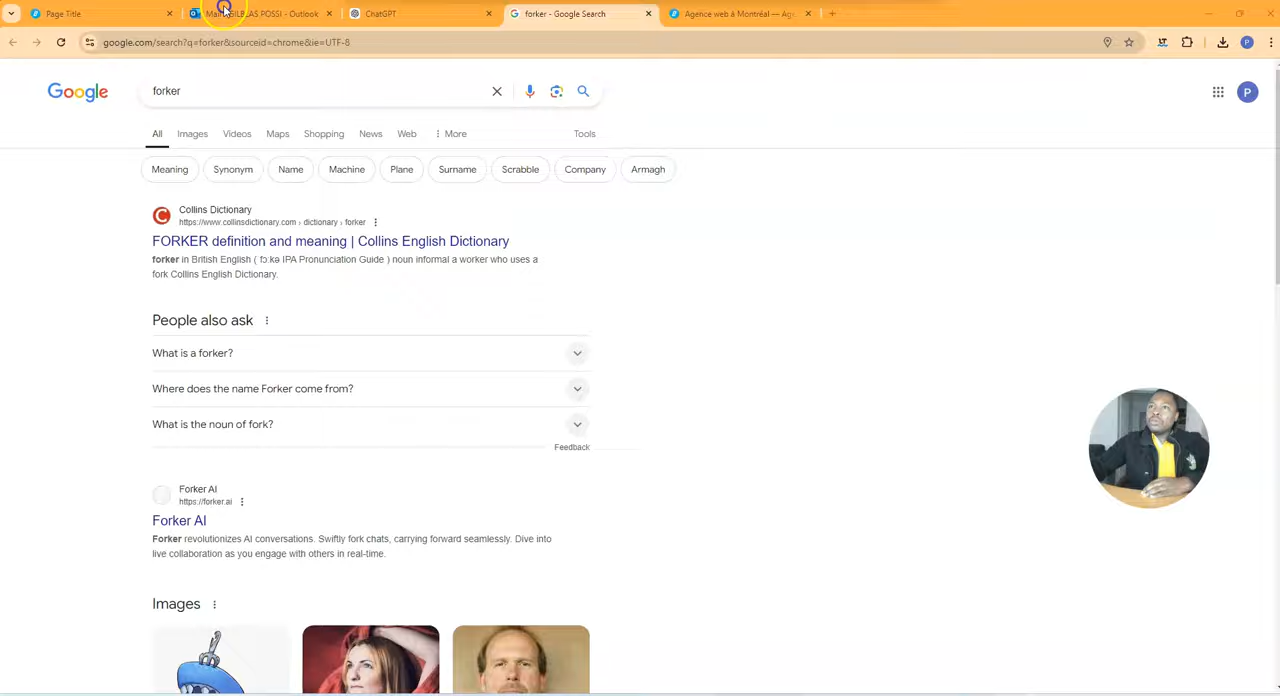 Page Title
GILBLAS POSSI - Outlook
ChatGPT
forker - Google Search
Agence web à Montréal — Age
google.com/search?q=forker&sourceid=chrome&ie=UTF-8
P
Google
forker
P
All
Images
Videos
Maps
Shopping
News
Web
More
Tools
Meaning
Synonym
Name
Machine
Plane
Surname
Scrabble
Company
Armagh
Collins Dictionary
https://www.collinsdictionary.com › dictionary › forker
FORKER definition and meaning | Collins English Dictionary
forker in British English ( fɔːkə IPA Pronunciation Guide ) noun informal a worker who uses a
fork Collins English Dictionary.
People also ask
What is a forker?
Where does the name Forker come from?
What is the noun of fork?
Feedback
Forker AI
https://forker.ai
Forker AI
Forker revolutionizes AI conversations. Swiftly fork chats, carrying forward seamlessly. Dive into
live collaboration as you engage with others in real-time.
Images